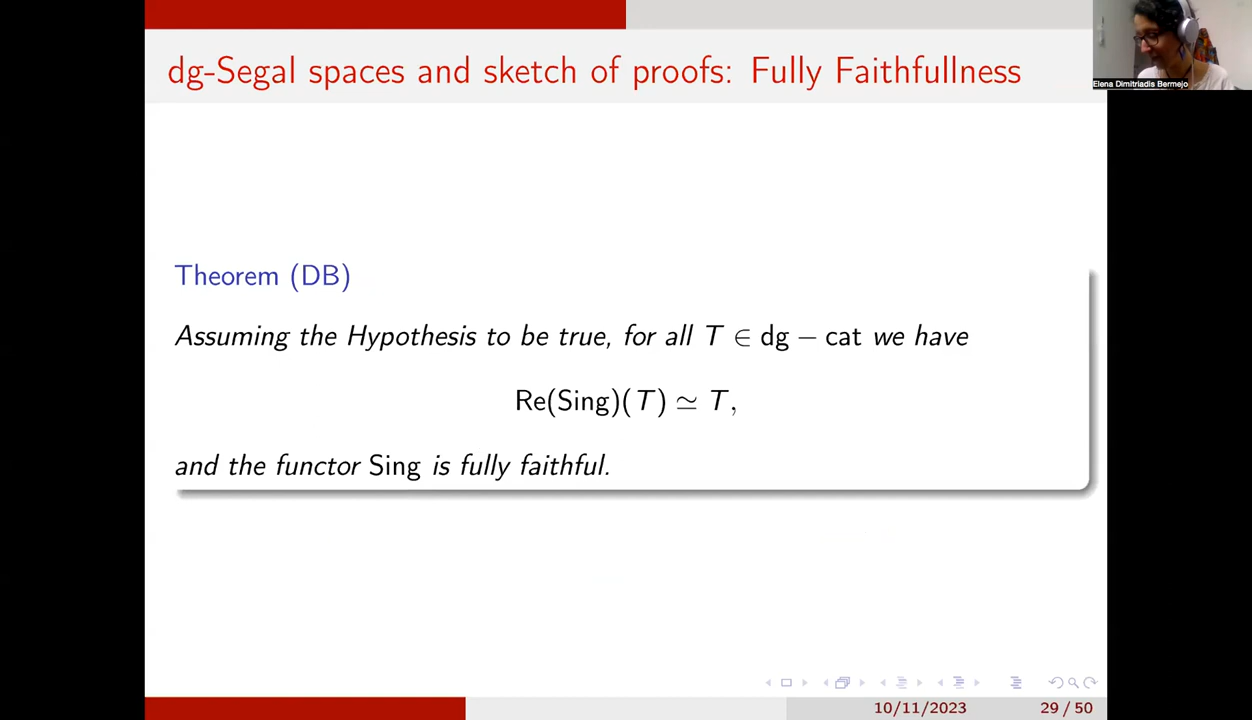 dg-Segal spaces and sketch of proofs: Fully Faithfullness
Elena Dimitriadis Bermejo
Theorem (DB)
Assuming the Hypothesis to be true, for all T ∈ dg − cat we have
Re(Sing)(T) ≃ T,
and the functor Sing is fully faithful.
10/11/2023 29 / 50